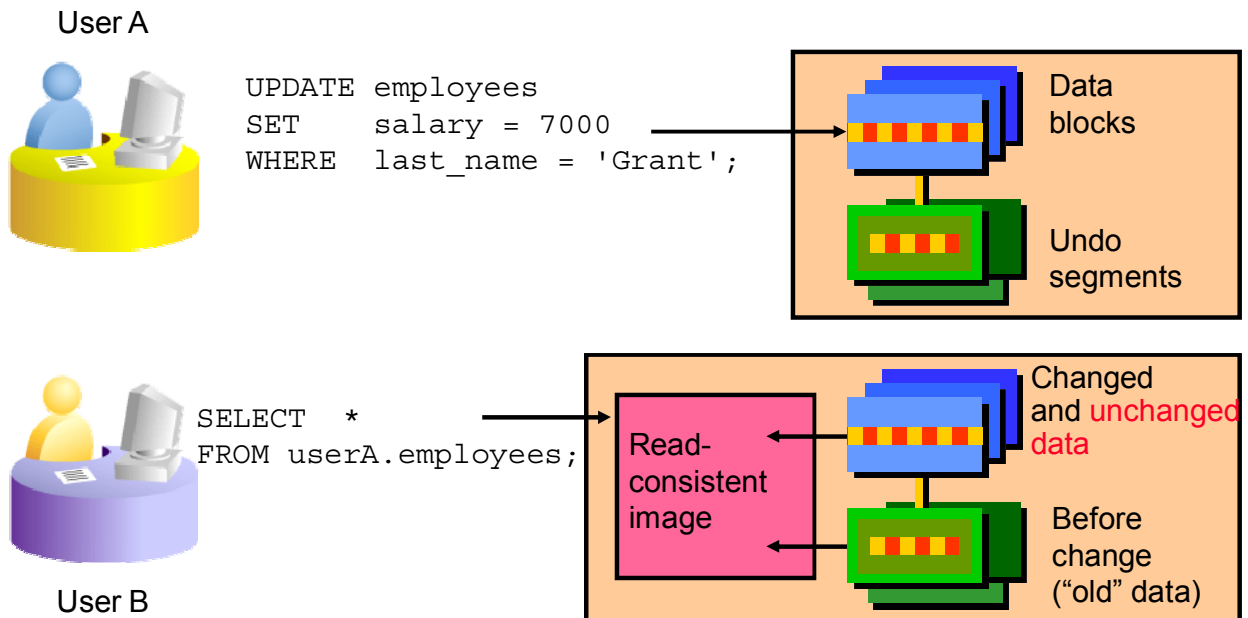 User A
UPDATE employees
SET salary = 7000
WHERE last_name = 'Grant';
Data
blocks
Undo
segments
SELECT *
FROM userA.employees;
Read-
consistent
image
Changed
and unchanged
data
Before
change
(“old” data)
User B